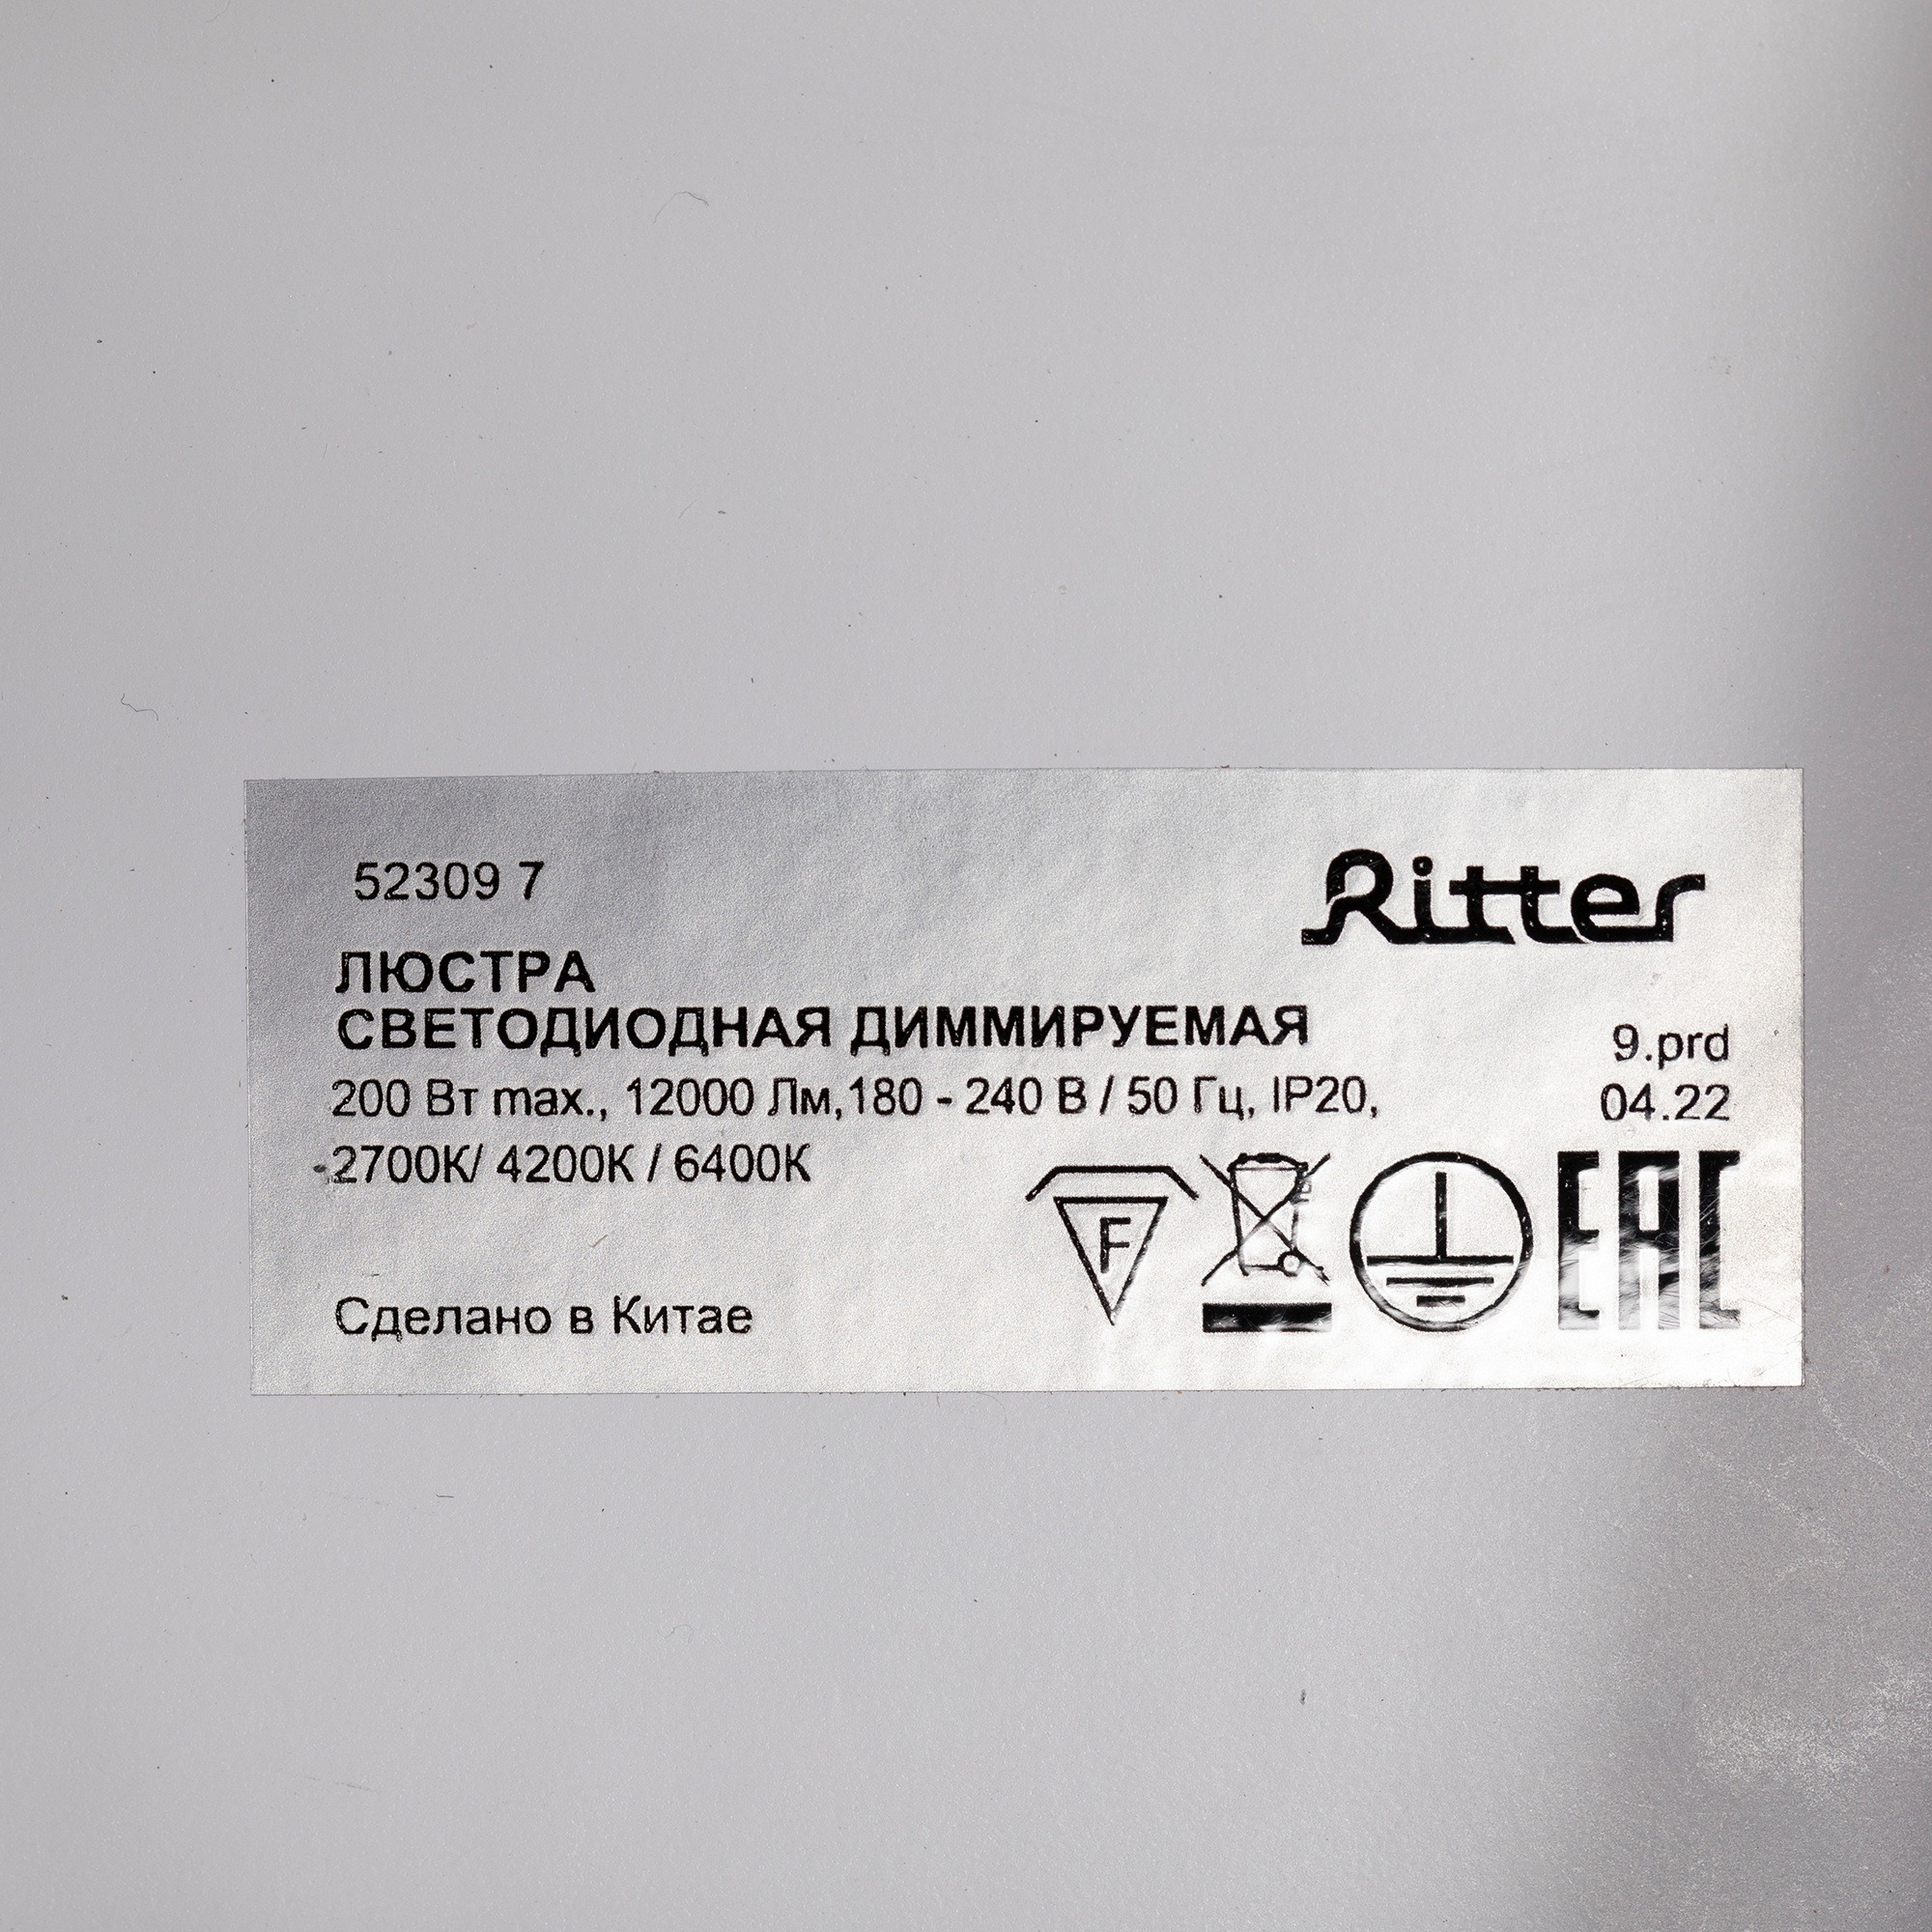 52309 7
Ritter
ЛЮСТРА
СВЕТОДИОДНАЯ ДИММИРУЕМАЯ
9.prd
200 Вт max., 12000 Лм,180 - 240 В / 50 Гц, IP20,
04.22
2700K/ 4200K / 6400K
F
EAC
Сделано в Китае